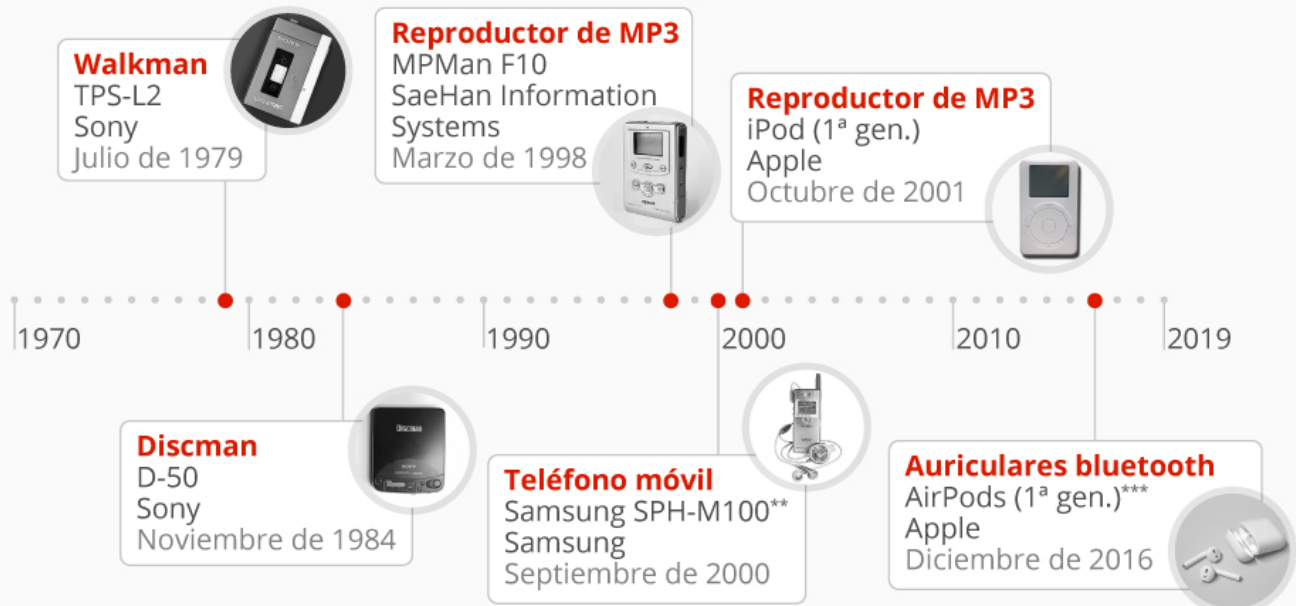 Walkman
TPS-L2
Sony
Julio de 1979
Reproductor de MP3
MPMan F10
SaeHan Information
Systems
Marzo de 1998
Reproductor de MP3
iPod (1ª gen.)
Apple
Octubre de 2001
1970
1980
1990
2000
2010
2019
Discman
D-50
Sony
Noviembre de 1984
DISCMAN
SONY
Teléfono móvil
Samsung SPH-M100**
Samsung
Septiembre de 2000
Auriculares bluetooth
AirPods (1ª gen.)***
Apple
Diciembre de 2016